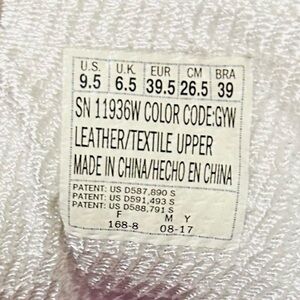 U.S. U.K. EUR CM BRA
9.5 6.5 39.5 26.5 39
SN 11936W COLOR CODE:GYW
LEATHER/TEXTILE UPPER
MADE IN CHINA/HECHO EN CHINA
PATENT: US D587,890 S
PATENT: US D591,493 S
PATENT: US D588,791 S
F M Y
168-8 08-17